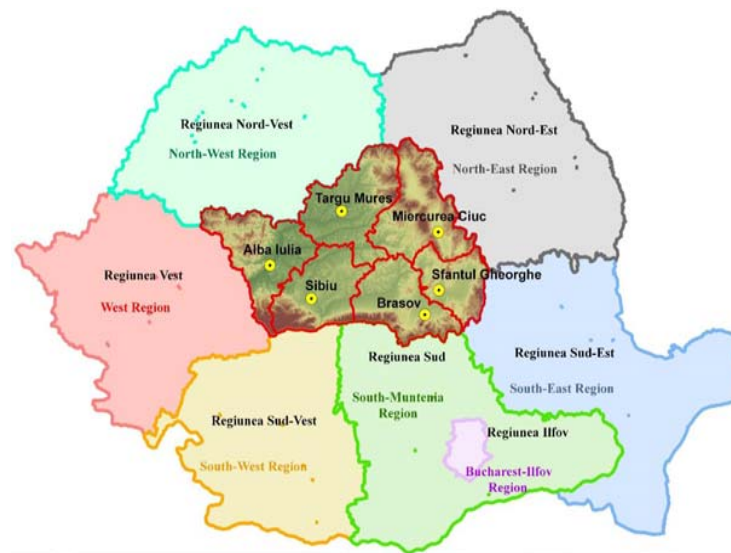 Regiunea Nord-Vest
North-West Region
Regiunea Nord-Est
North-East Region
Targu Mures
Miercurea Ciuc
Alba Iulia
Sibiu
Sfantul Gheorghe
Brasov
Regiunea Vest
West Region
Regiunea Sud-Est
South-East Region
Regiunea Sud
South-Muntenia
Region
Regiunea Sud-Vest
South-West Region
Regiunea Ilfov
Bucharest-Ilfov
Region